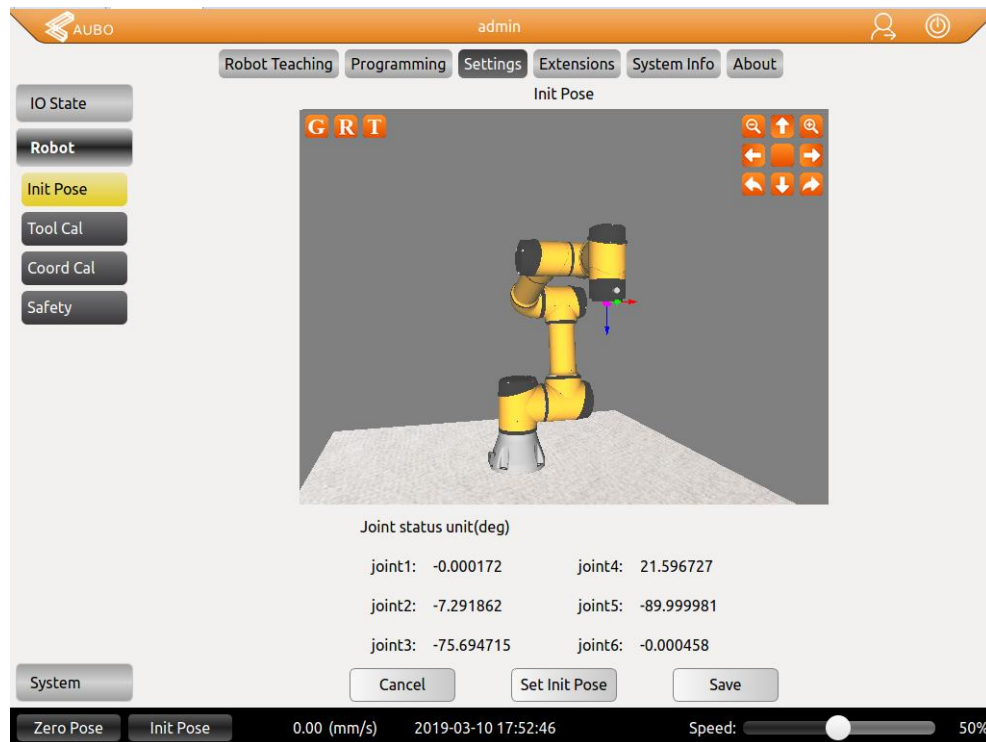 AUBO admin
Robot Teaching Programming Settings Extensions System Info About
Init Pose
IO State
Robot
Init Pose
Tool Cal
Coord Cal
Safety
G R T
Joint status unit(deg)
joint1: -0.000172 joint4: 21.596727
joint2: -7.291862 joint5: -89.999981
joint3: -75.694715 joint6: -0.000458
System Cancel Set Init Pose Save
Zero Pose Init Pose 0.00 (mm/s) 2019-03-10 17:52:46 Speed: 50%